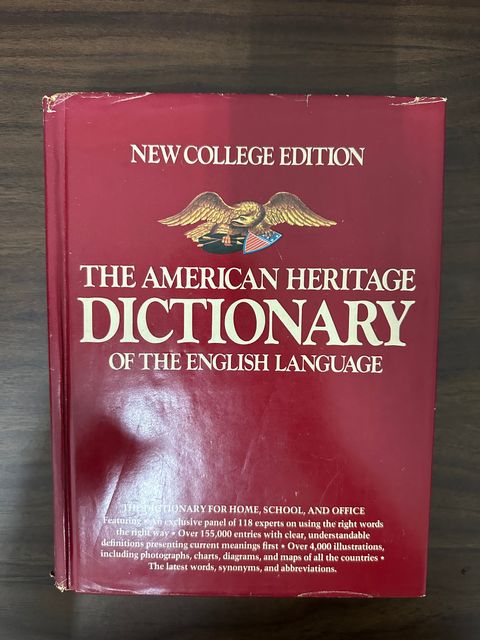 NEW COLLEGE EDITION
THE AMERICAN HERITAGE
DICTIONARY
OF THE ENGLISH LANGUAGE
THE DICTIONARY FOR HOME, SCHOOL, AND OFFICE
Featuring • An exclusive panel of 118 experts on using the right words
the right way • Over 155,000 entries with clear, understandable
definitions presenting current meanings first • Over 4,000 illustrations,
including photographs, charts, diagrams, and maps of all the countries •
The latest words, synonyms, and abbreviations.